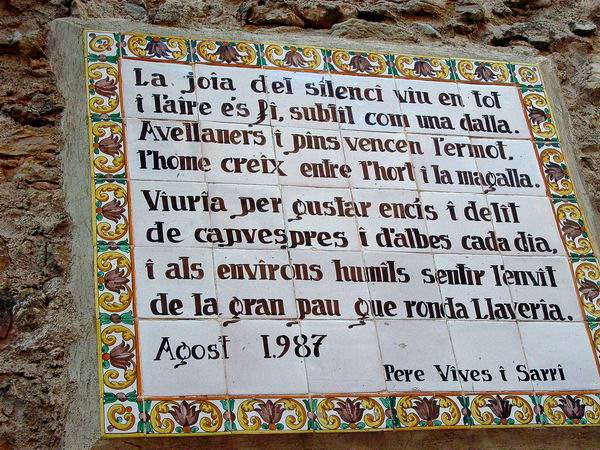 La joia del silenci viu en tot
i l'aire és fi, subtil com una dalla.
Avellaners i pins vencen l'ermot,
l'home creix entre l'hort i la magalla.
Viuria per gustar encís i delit
de capvespres i d'albes cada dia,
i als environs humils sentir l'envit
de la gran pau que ronda Llaveria.
Agost 1.987
Pere Vives i Sarri